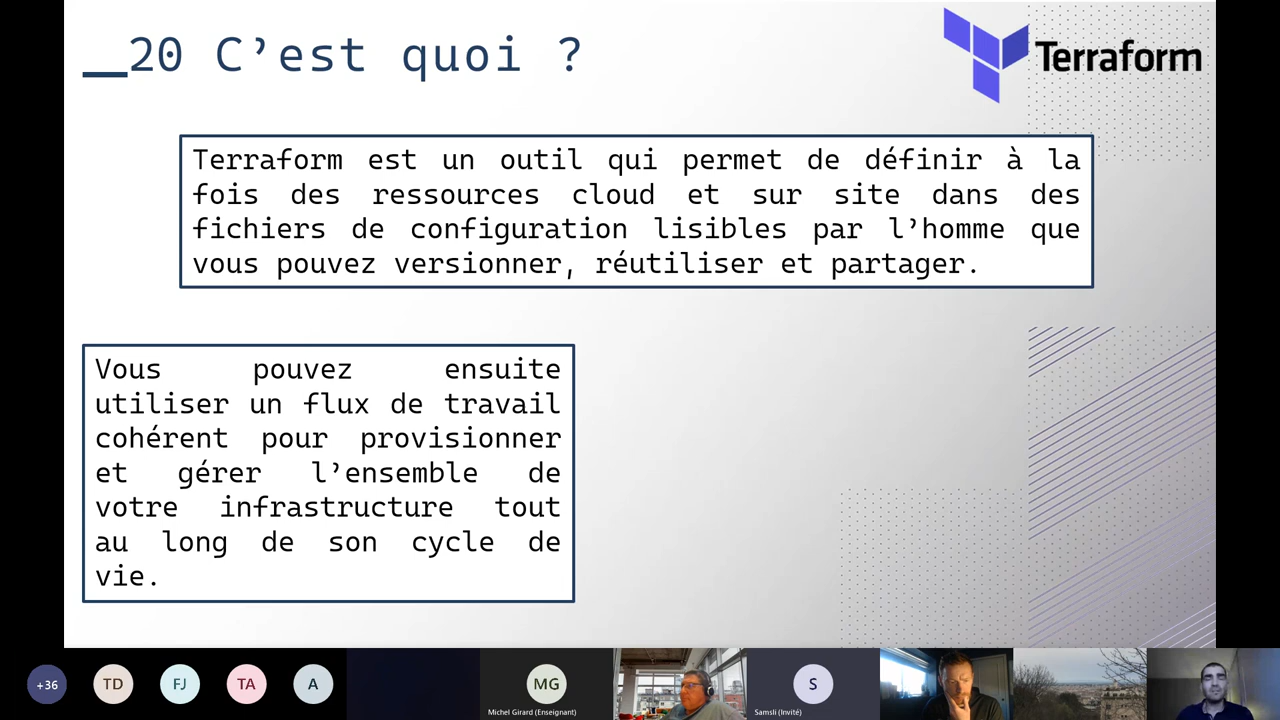 __20 C’est quoi ?
Terraform
Terraform est un outil qui permet de définir à la
fois des ressources cloud et sur site dans des
fichiers de configuration lisibles par l’homme que
vous pouvez versionner, réutiliser et partager.
Vous pouvez ensuite
utiliser un flux de travail
cohérent pour provisionner
et gérer l’ensemble de
votre infrastructure tout
au long de son cycle de
vie.
+36
TD
FJ
TA
A
MG
Michel Girard (Enseignant)
S
Samsli (Invité)